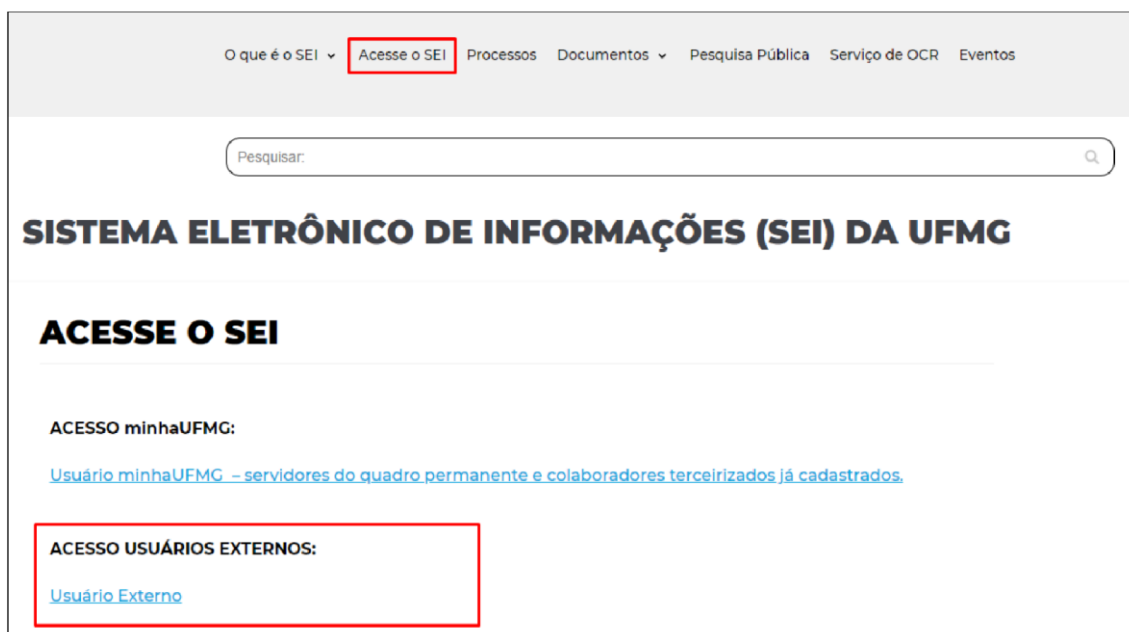 O que é o SEI Acesse o SEI Processos Documentos Pesquisa Pública Serviço de OCR Eventos
Pesquisar:
SISTEMA ELETRÔNICO DE INFORMAÇÕES (SEI) DA UFMG
ACESSE O SEI
ACESSO minhaUFMG:
Usuário minhaUFMG – servidores do quadro permanente e colaboradores terceirizados já cadastrados.
ACESSO USUÁRIOS EXTERNOS:
Usuário Externo